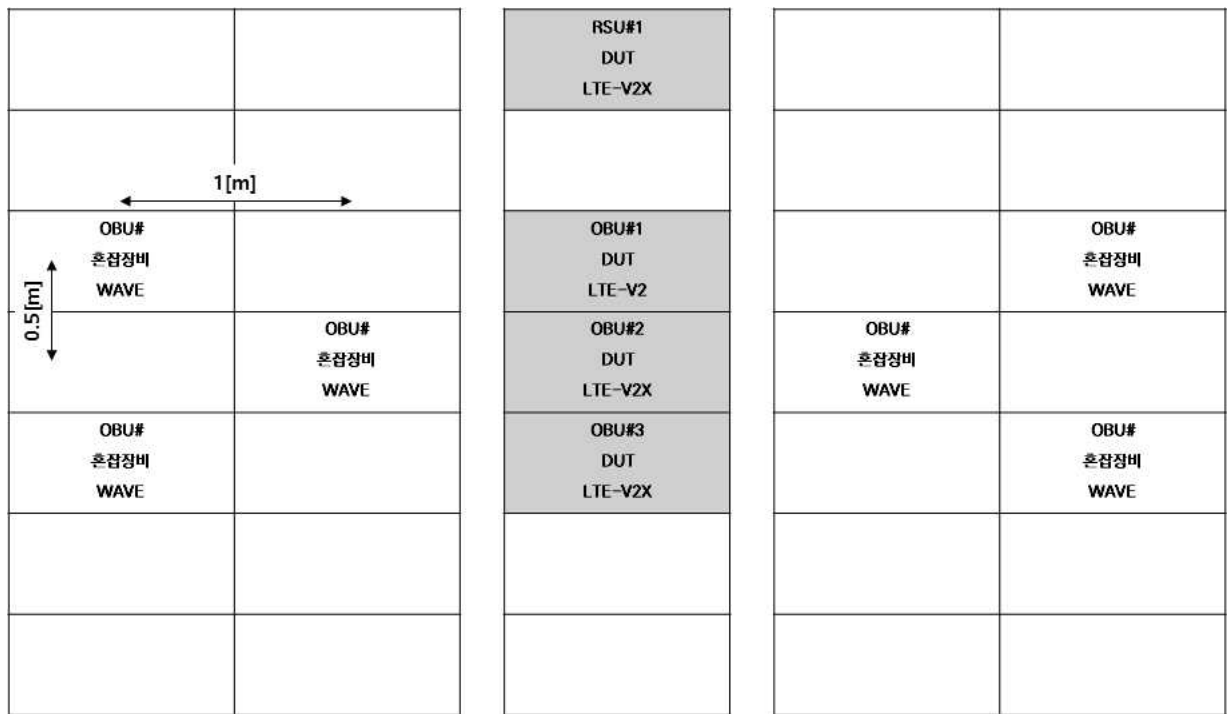 RSU#1
DUT
LTE-V2X
1[m]
OBU#
혼잡장비
WAVE
OBU#1
DUT
LTE-V2
OBU#
혼잡장비
WAVE
0.5[m]
OBU#
혼잡장비
WAVE
OBU#2
DUT
LTE-V2X
OBU#
혼잡장비
WAVE
OBU#
혼잡장비
WAVE
OBU#3
DUT
LTE-V2X
OBU#
혼잡장비
WAVE